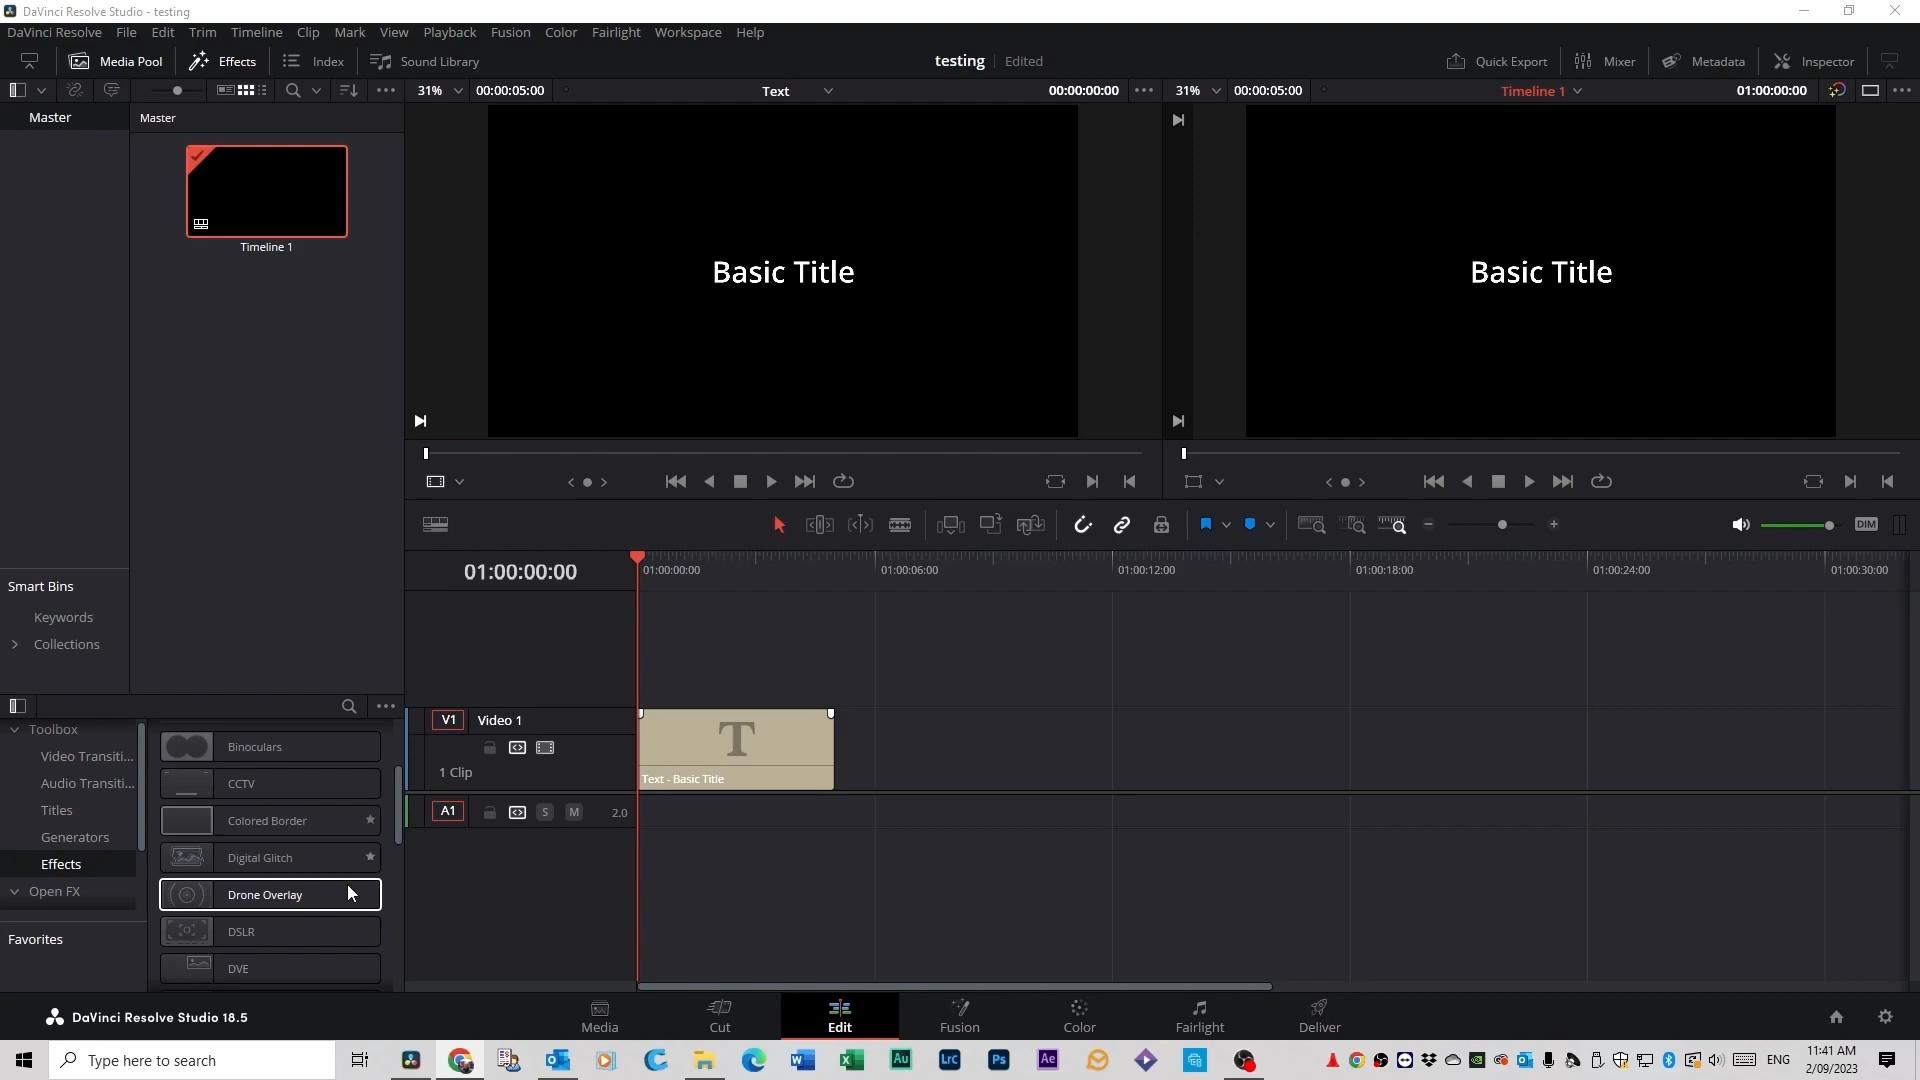 DaVinci Resolve Studio - testing
DaVinci Resolve File Edit Trim Timeline Clip Mark View Playback Fusion Color Fairlight Workspace Help
Media Pool Effects Index Sound Library testing Edited Quick Export Mixer Metadata Inspector
31% 00:00:05:00 Text 00:00:00:00 31% 00:00:05:00 Timeline 1 01:00:00:00
Master Master
Timeline 1
Basic Title Basic Title
Smart Bins
Keywords
Collections
DIM
01:00:00:00 01:00:00:00 01:00:06:00 01:00:12:00 01:00:18:00 01:00:24:00 01:00:30:00
V1 Video 1
1 Clip
T
Text - Basic Title
A1 S M 2.0
Toolbox
Video Transiti...
Audio Transiti...
Titles
Generators
Effects
Open FX
Favorites
Binoculars
CCTV
Colored Border
Digital Glitch
Drone Overlay
DSLR
DVE
DaVinci Resolve Studio 18.5 Media Cut Edit Fusion Color Fairlight Deliver
Type here to search Au Lrc Ps Ae ENG
11:41 AM
2/09/2023